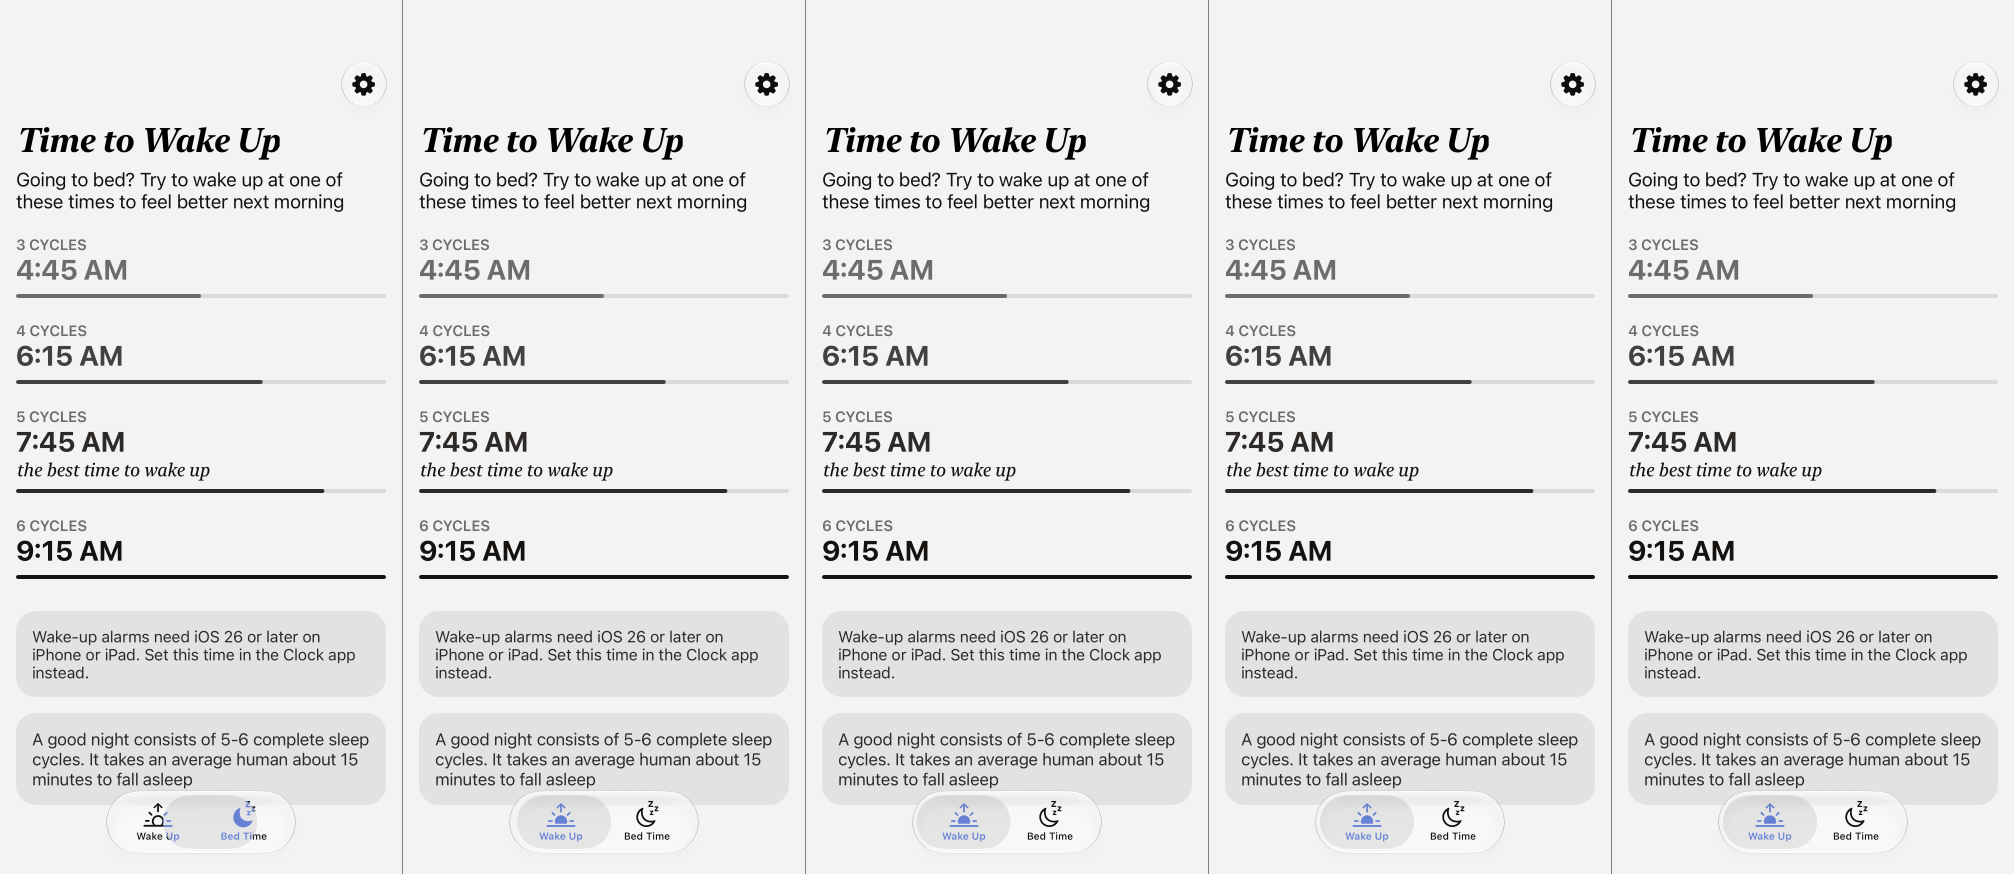 Time to Wake Up
Going to bed? Try to wake up at one of
these times to feel better next morning
3 CYCLES
4:45 AM
4 CYCLES
6:15 AM
5 CYCLES
7:45 AM
the best time to wake up
6 CYCLES
9:15 AM
Wake-up alarms need iOS 26 or later on
iPhone or iPad. Set this time in the Clock app
instead.
A good night consists of 5-6 complete sleep
cycles. It takes an average human about 15
minutes to fall asleep
Wake Up
Bed Time
Time to Wake Up
Going to bed? Try to wake up at one of
these times to feel better next morning
3 CYCLES
4:45 AM
4 CYCLES
6:15 AM
5 CYCLES
7:45 AM
the best time to wake up
6 CYCLES
9:15 AM
Wake-up alarms need iOS 26 or later on
iPhone or iPad. Set this time in the Clock app
instead.
A good night consists of 5-6 complete sleep
cycles. It takes an average human about 15
minutes to fall asleep
Wake Up
Bed Time
Time to Wake Up
Going to bed? Try to wake up at one of
these times to feel better next morning
3 CYCLES
4:45 AM
4 CYCLES
6:15 AM
5 CYCLES
7:45 AM
the best time to wake up
6 CYCLES
9:15 AM
Wake-up alarms need iOS 26 or later on
iPhone or iPad. Set this time in the Clock app
instead.
A good night consists of 5-6 complete sleep
cycles. It takes an average human about 15
minutes to fall asleep
Wake Up
Bed Time
Time to Wake Up
Going to bed? Try to wake up at one of
these times to feel better next morning
3 CYCLES
4:45 AM
4 CYCLES
6:15 AM
5 CYCLES
7:45 AM
the best time to wake up
6 CYCLES
9:15 AM
Wake-up alarms need iOS 26 or later on
iPhone or iPad. Set this time in the Clock app
instead.
A good night consists of 5-6 complete sleep
cycles. It takes an average human about 15
minutes to fall asleep
Wake Up
Bed Time
Time to Wake Up
Going to bed? Try to wake up at one of
these times to feel better next morning
3 CYCLES
4:45 AM
4 CYCLES
6:15 AM
5 CYCLES
7:45 AM
the best time to wake up
6 CYCLES
9:15 AM
Wake-up alarms need iOS 26 or later on
iPhone or iPad. Set this time in the Clock app
instead.
A good night consists of 5-6 complete sleep
cycles. It takes an average human about 15
minutes to fall asleep
Wake Up
Bed Time